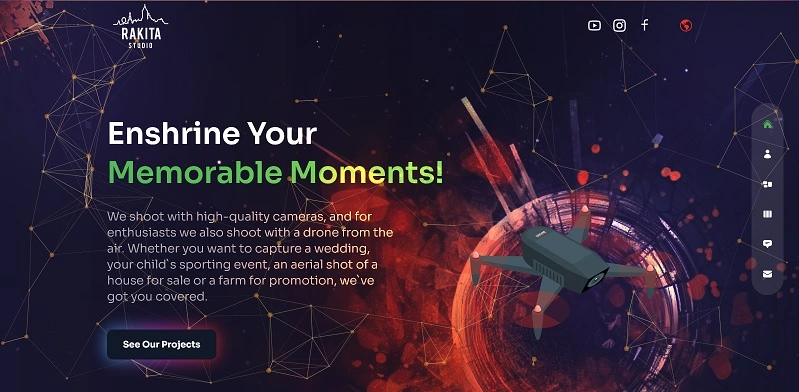 RAKITA
STUDIO
Enshrine Your
Memorable Moments!
We shoot with high-quality cameras, and for
enthusiasts we also shoot with a drone from the
air. Whether you want to capture a wedding,
your child`s sporting event, an aerial shot of a
house for sale or a farm for promotion, we`ve
got you covered.
See Our Projects